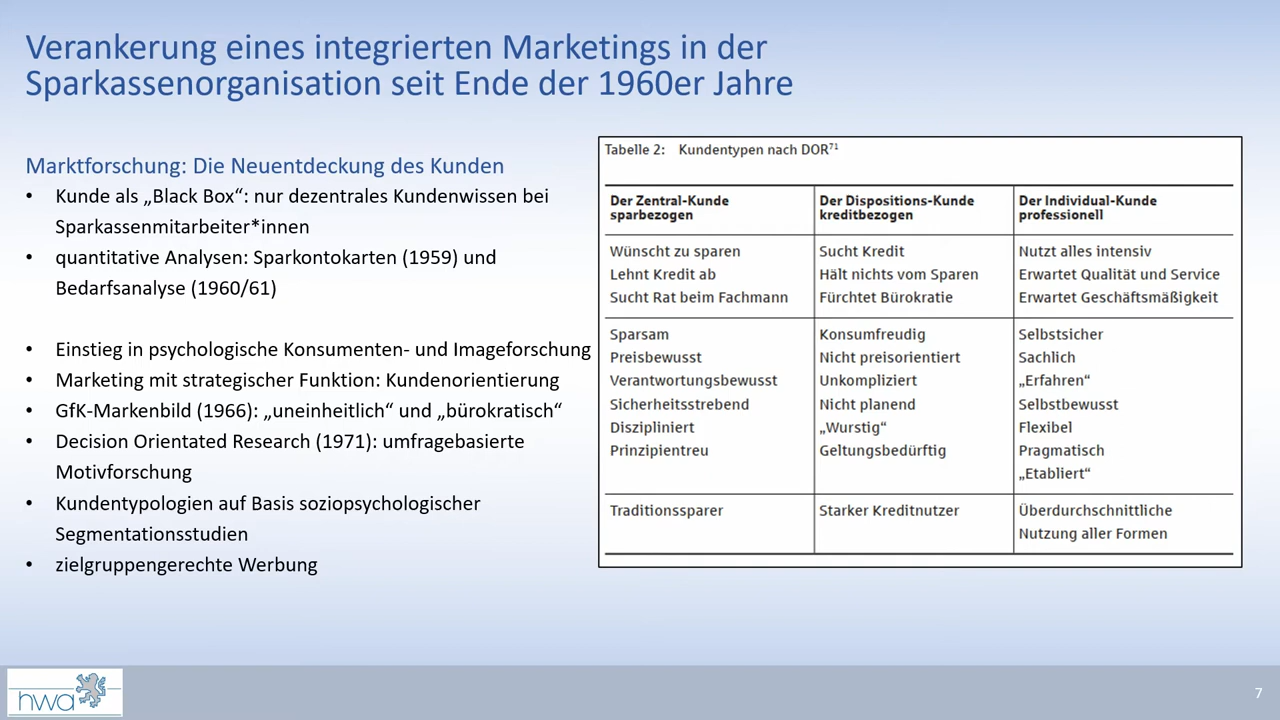 Verankerung eines integrierten Marketings in der
Sparkassenorganisation seit Ende der 1960er Jahre
Marktforschung: Die Neuentdeckung des Kunden
• Kunde als „Black Box“: nur dezentrales Kundenwissen bei
Sparkassenmitarbeiter*innen
• quantitative Analysen: Sparkontokarten (1959) und
Bedarfsanalyse (1960/61)
• Einstieg in psychologische Konsumenten- und Imageforschung
• Marketing mit strategischer Funktion: Kundenorientierung
• GfK-Markenbild (1966): „uneinheitlich“ und „bürokratisch“
• Decision Orientated Research (1971): umfragebasierte
Motivforschung
• Kundentypologien auf Basis soziopsychologischer
Segmentationsstudien
• zielgruppengerechte Werbung
Tabelle 2: Kundentypen nach DOR⁷¹
Der Zentral-Kunde
sparbezogen
Der Dispositions-Kunde
kreditbezogen
Der Individual-Kunde
professionell
Wünscht zu sparen
Lehnt Kredit ab
Sucht Rat beim Fachmann
Sucht Kredit
Hält nichts vom Sparen
Fürchtet Bürokratie
Nutzt alles intensiv
Erwartet Qualität und Service
Erwartet Geschäftsmäßigkeit
Sparsam
Preisbewusst
Verantwortungsbewusst
Sicherheitsstrebend
Diszipliniert
Prinzipientreu
Konsumfreudig
Nicht preisorientiert
Unkompliziert
Nicht planend
„Wurstig“
Geltungsbedürftig
Selbstsicher
Sachlich
„Erfahren“
Selbstbewusst
Flexibel
Pragmatisch
„Etabliert“
Traditionssparer
Starker Kreditnutzer
Überdurchschnittliche
Nutzung aller Formen
hwa
7